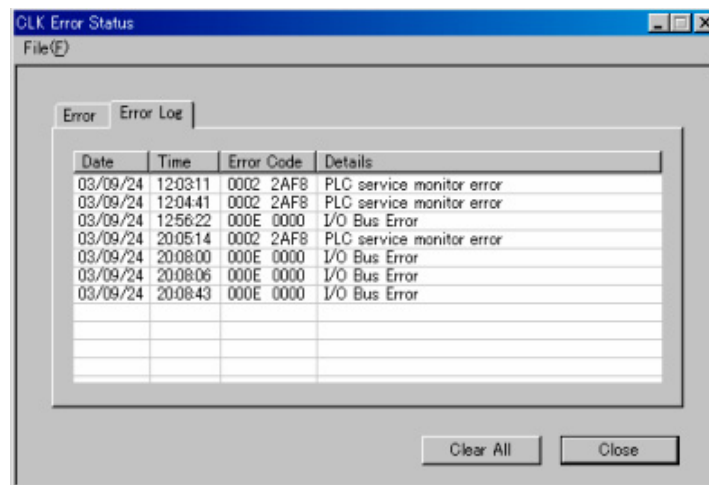 CLK Error Status
File(F)
Error Error Log
Date Time Error Code Details
03/09/24 12:03:11 0002 2AF8 PLC service monitor error
03/09/24 12:04:41 0002 2AF8 PLC service monitor error
03/09/24 12:56:22 000E 0000 I/O Bus Error
03/09/24 20:05:14 0002 2AF8 PLC service monitor error
03/09/24 20:08:00 000E 0000 I/O Bus Error
03/09/24 20:08:06 000E 0000 I/O Bus Error
03/09/24 20:08:43 000E 0000 I/O Bus Error
Clear All Close